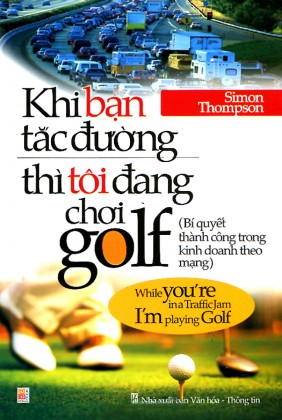 Simon
Thompson
Khi bạn
tắc đường
thì tôi đang
chơi
golf
(Bí quyết
thành công trong
kinh doanh theo
mạng)
While you're
in a Traffic Jam
I'm playing Golf
Nhà xuất bản Văn hóa - Thông tin